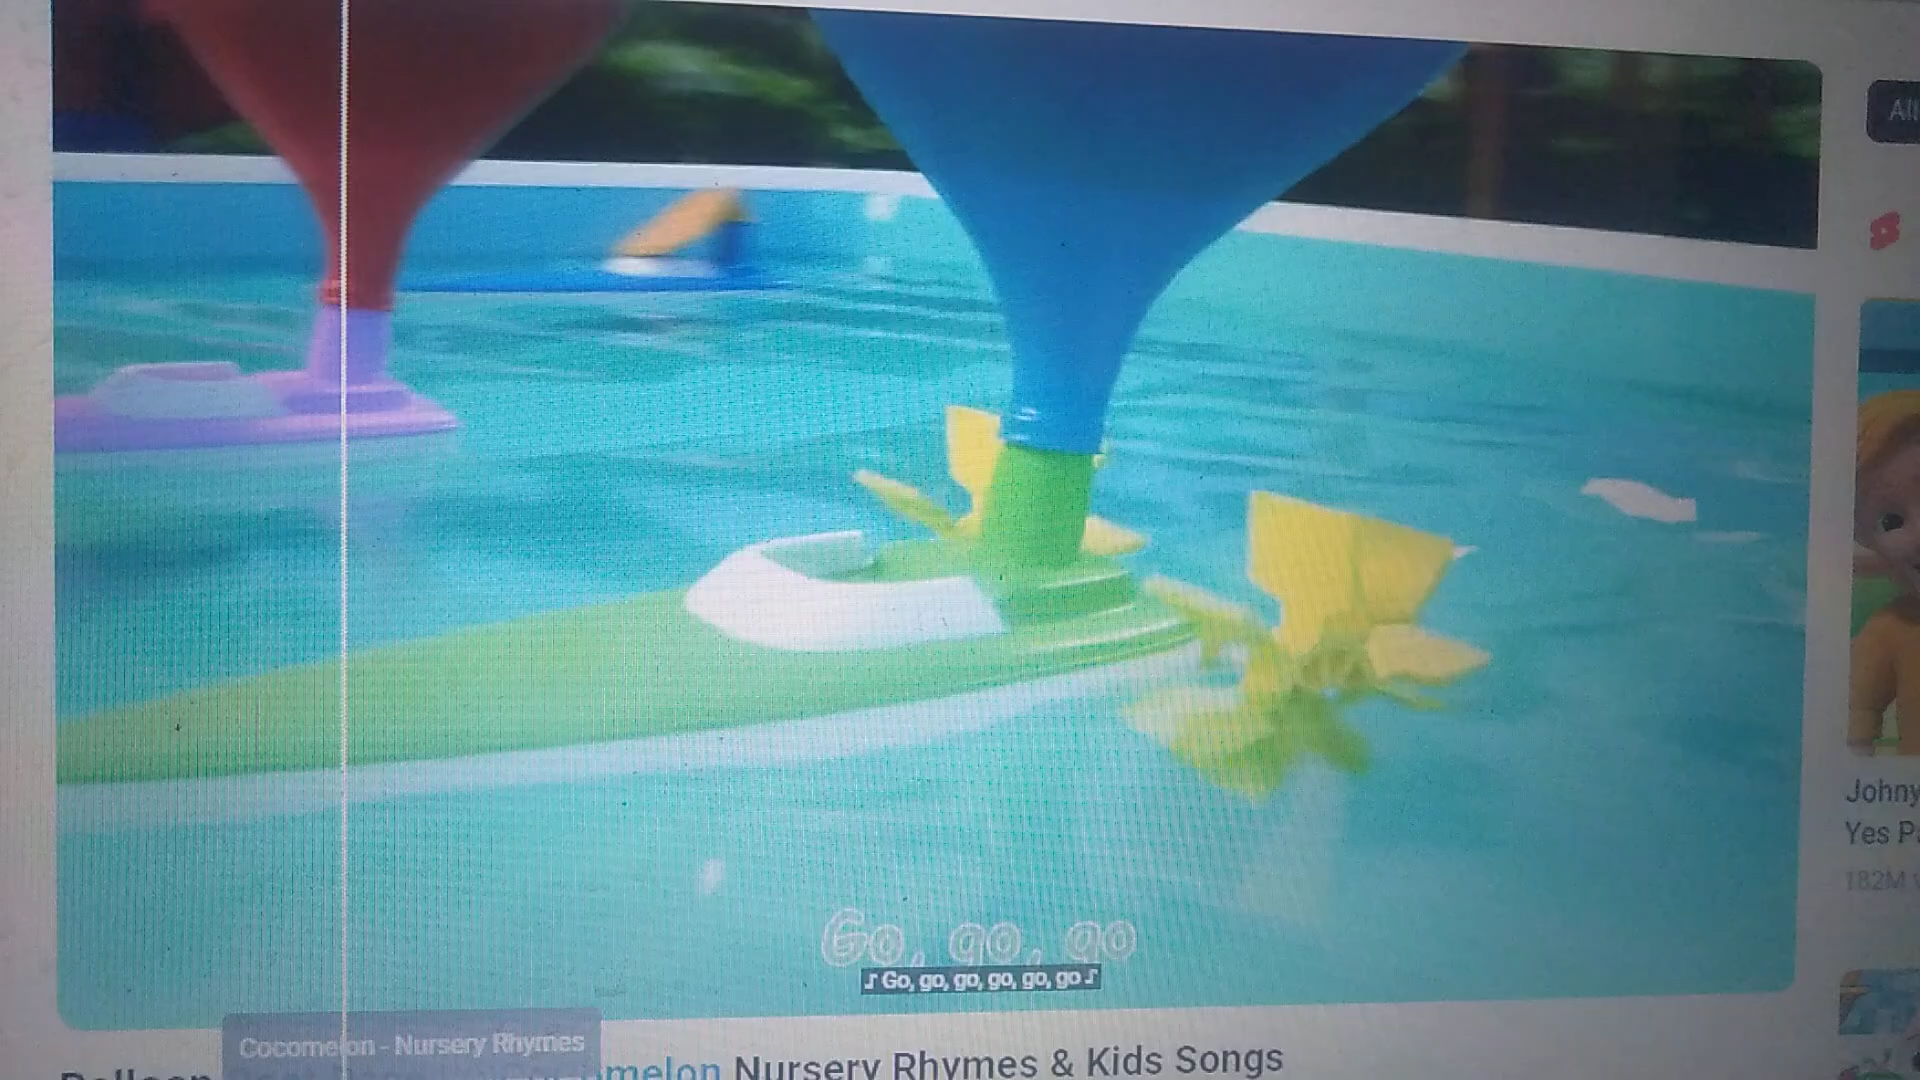 All
Go, go, go
♪ Go, go, go, go, go, go ♪
Cocomelon - Nursery Rhymes
melon Nursery Rhymes & Kids Songs
Johny
Yes
182M